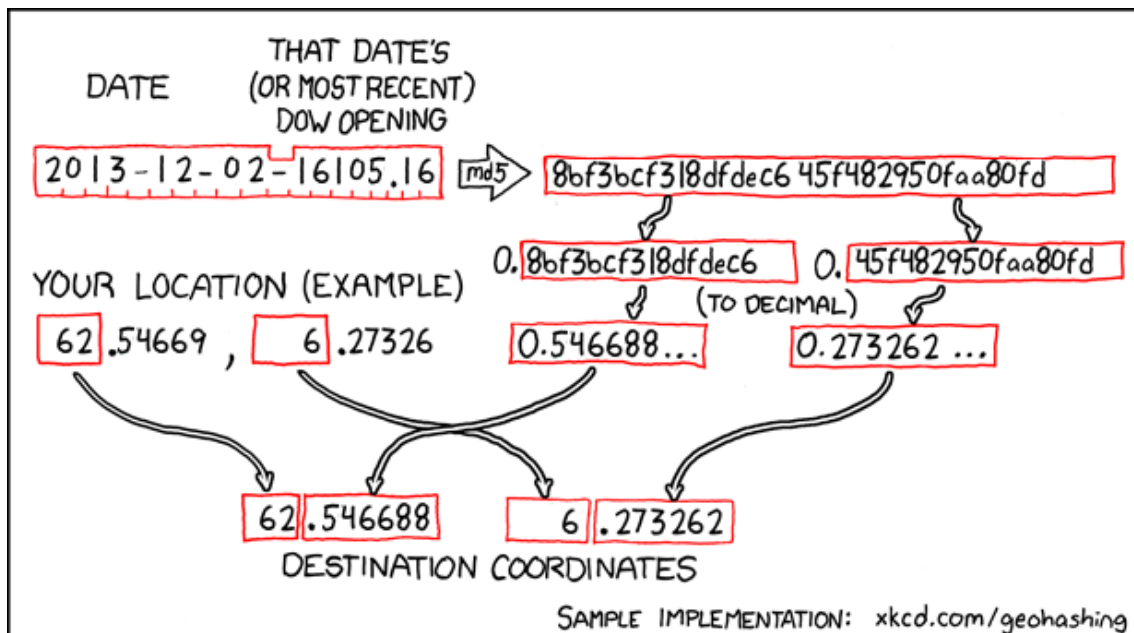 DATE
THAT DATE'S
(OR MOST RECENT)
DOW OPENING
2013-12-02-16105.16
md5
8bf3bcf318dfdec6 45f482950faa80fd
0.8bf3bcf318dfdec6
0.45f482950faa80fd
(TO DECIMAL)
YOUR LOCATION (EXAMPLE)
62.54669, 6.27326
0.546688...
0.273262...
62.546688
6.273262
DESTINATION COORDINATES
SAMPLE IMPLEMENTATION: xkcd.com/geohashing